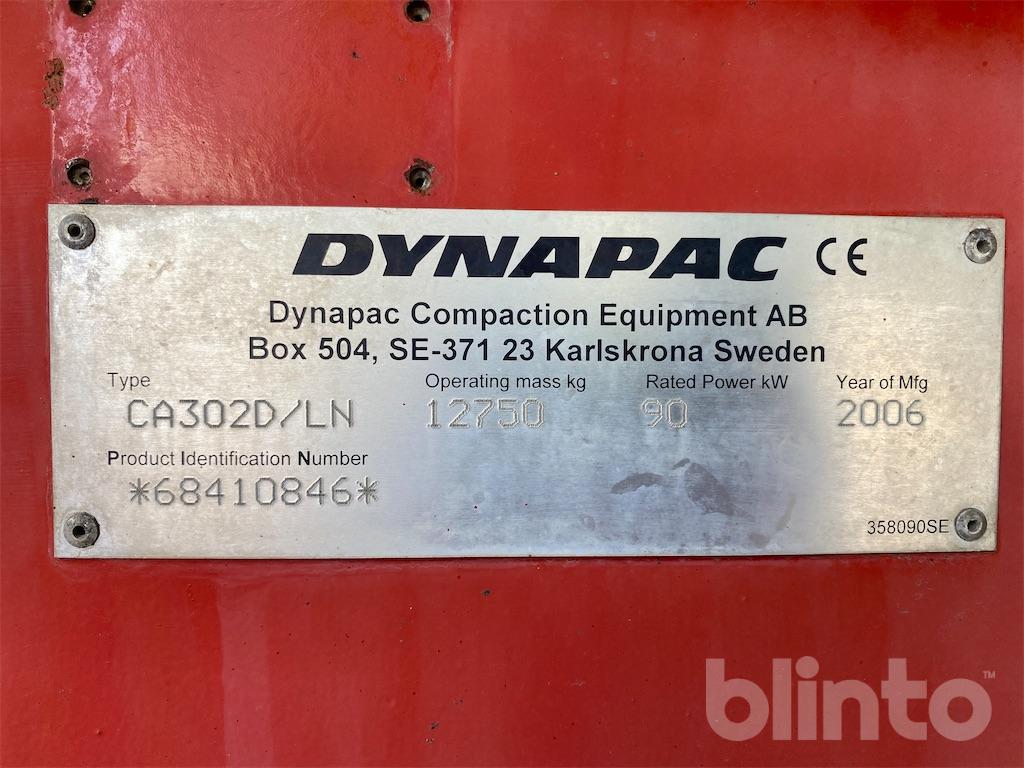 DYNAPAC CE
Dynapac Compaction Equipment AB
Box 504, SE-371 23 Karlskrona Sweden
Type Operating mass kg Rated Power kW Year of Mfg
CA302D/LN 12750 90 2006
Product Identification Number
*68410846*
358090SE
blinto™